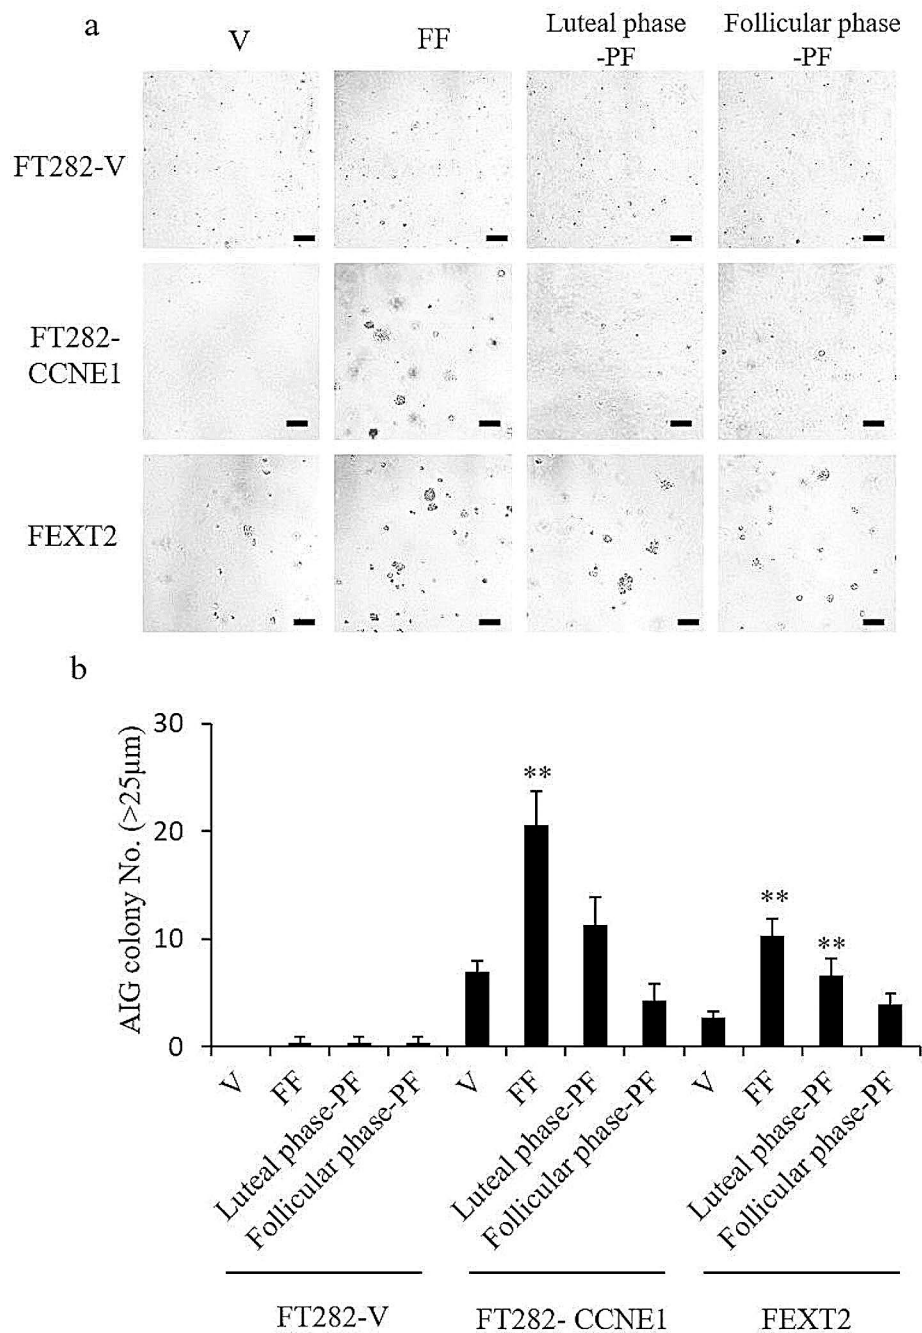 a
V
FF
Luteal phase
-PF
Follicular phase
-PF
FT282-V
FT282-
CCNE1
FEXT2
b
AIG colony No. (>25μm)
30
20
10
0
**
**
**
V
FF
Luteal phase-PF
Follicular phase-PF
V
FF
Luteal phase-PF
Follicular phase-PF
V
FF
Luteal phase-PF
Follicular phase-PF
FT282-V
FT282- CCNE1
FEXT2